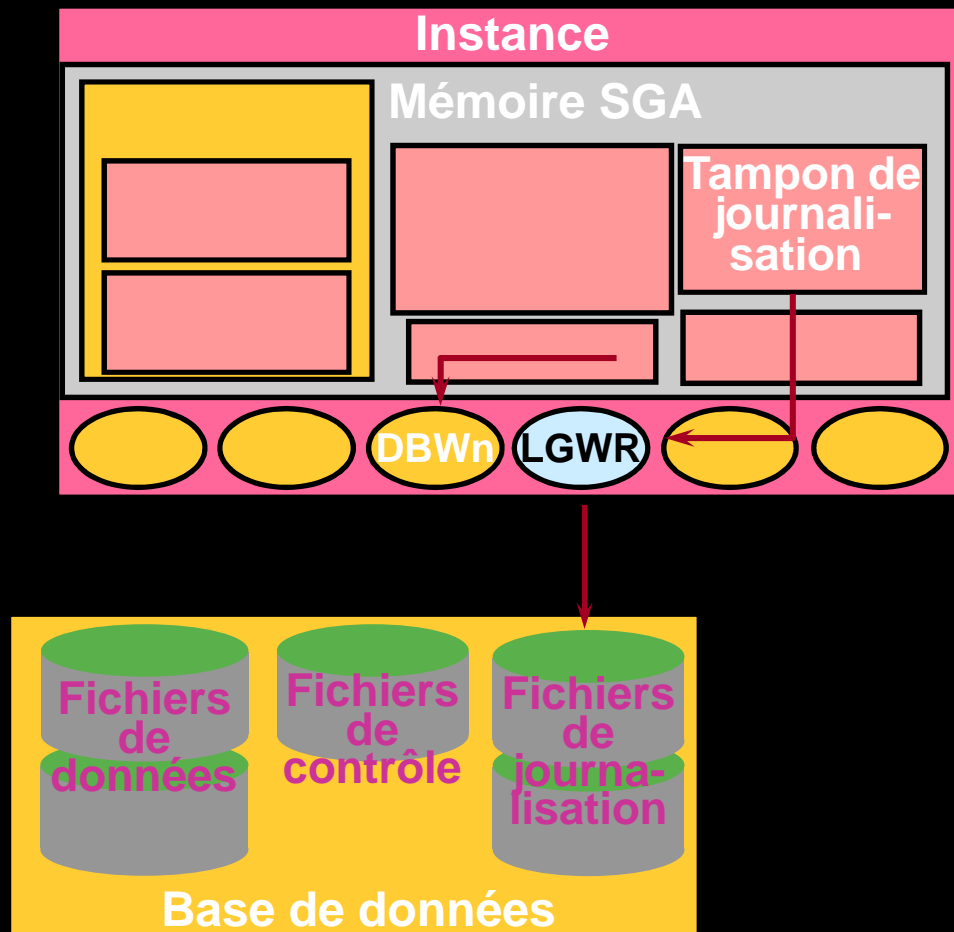 Instance
Mémoire SGA
Tampon de
journali-
sation
DBWn
LGWR
Fichiers
de
données
Fichiers
de
contrôle
Fichiers
de
journa-
lisation
Base de données